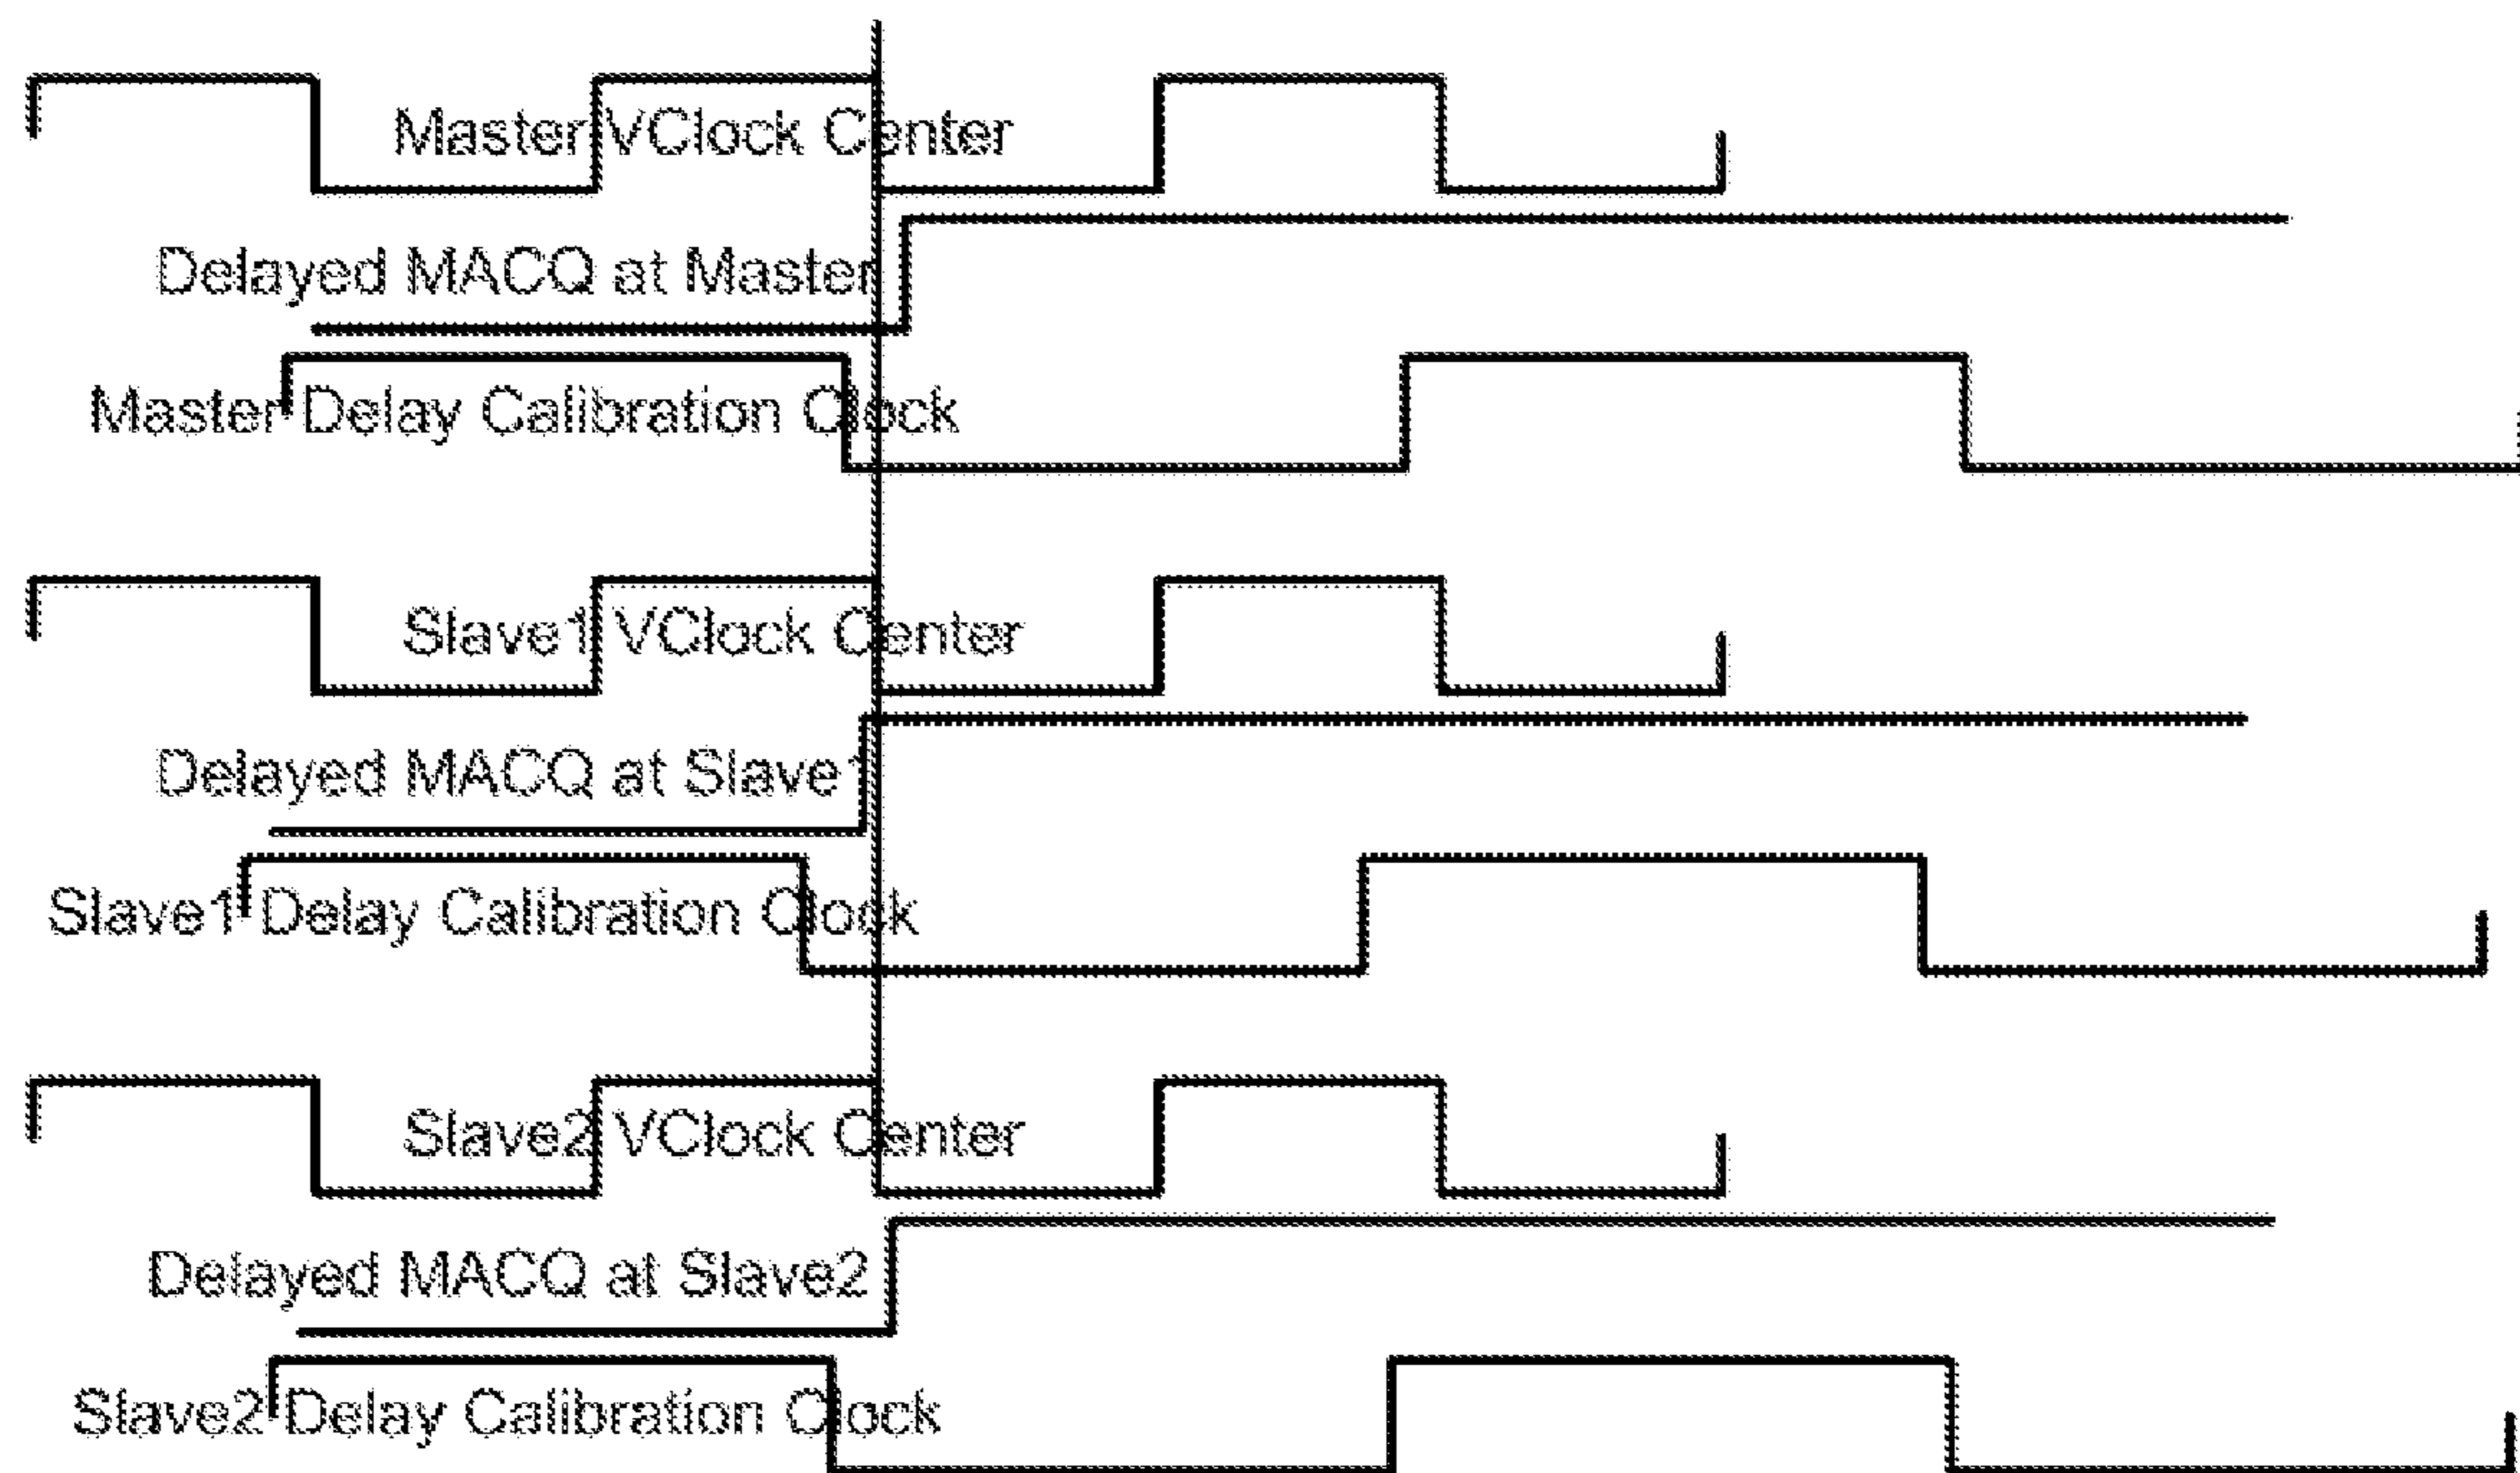 Master VClock Center
Delayed MACQ at Master
Master Delay Calibration Clock
Slave1 VClock Center
Delayed MACQ at Slave1
Slave1 Delay Calibration Clock
Slave2 VClock Center
Delayed MACQ at Slave2
Slave2 Delay Calibration Clock